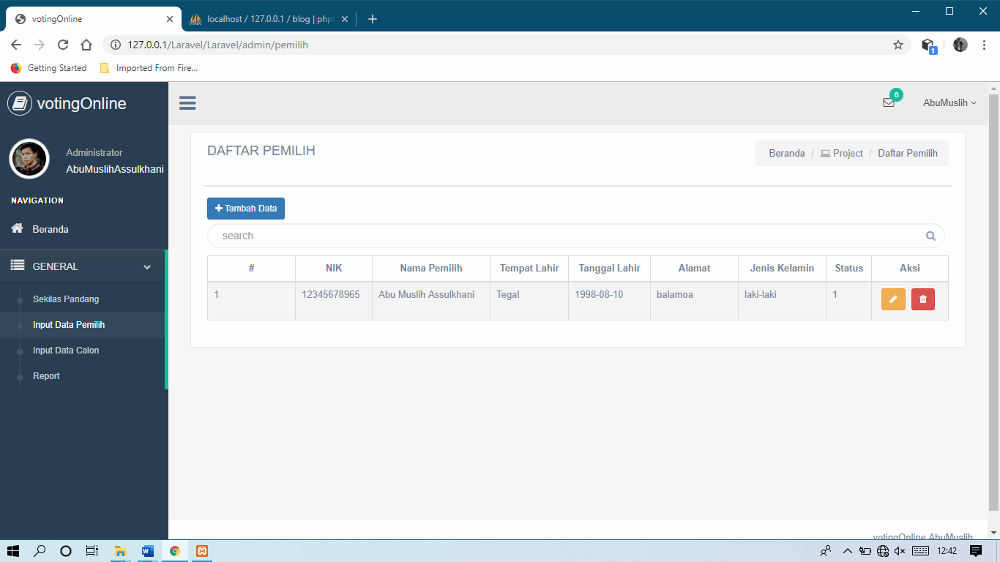 votingOnline
localhost / 127.0.0.1 / blog | php
127.0.0.1/Laravel/Laravel/admin/pemilih
1
Getting Started
Imported From Fire...
votingOnline
6
AbuMuslih
Administrator
AbuMuslihAssulkhani
NAVIGATION
Beranda
GENERAL
Sekilas Pandang
Input Data Pemilih
Input Data Calon
Report
DAFTAR PEMILIH
Beranda / Project / Daftar Pemilih
Tambah Data
search
# NIK Nama Pemilih Tempat Lahir Tanggal Lahir Alamat Jenis Kelamin Status Aksi
1 12345678965 Abu Muslih Assulkhani Tegal 1998-08-10 balamoa laki-laki 1
votingOnline AbuMuslih
12:42